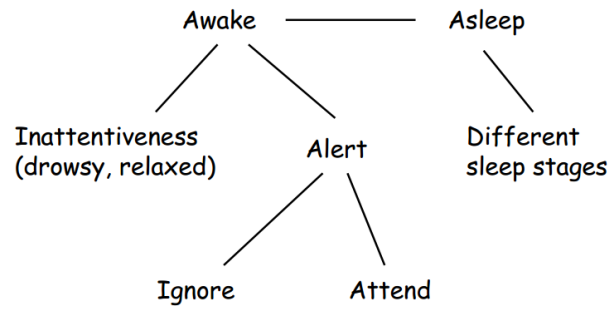 Awake
Asleep
Inattentiveness
(drowsy, relaxed)
Alert
Different
sleep stages
Ignore
Attend